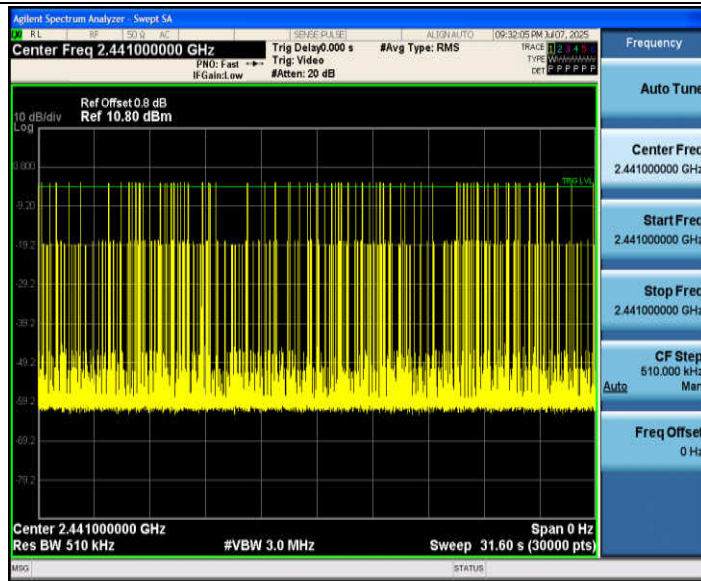 Agilent Spectrum Analyzer - Swept SA
RL RF 50 Ω AC SENSE:PULSE ALIGN AUTO 09:32:05 PM Jul 07, 2025
Center Freq 2.441000000 GHz
PNO: Fast
IFGain:Low
Trig Delay0.000 s
Trig: Video
#Atten: 20 dB
#Avg Type: RMS
TRACE 1 2 3 4 5 6
TYPE
DET P P P P P P
Ref Offset 0.8 dB
10 dB/div Ref 10.80 dBm
Log
TRIG LVL
-9.20
-19.2
-29.2
-39.2
-49.2
-59.2
-69.2
-79.2
Center 2.441000000 GHz Span 0 Hz
Res BW 510 kHz #VBW 3.0 MHz Sweep 31.60 s (30000 pts)
MSG STATUS
Frequency
Auto Tune
Center Freq
2.441000000 GHz
Start Freq
2.441000000 GHz
Stop Freq
2.441000000 GHz
CF Step
510.000 kHz
Auto Man
Freq Offset
0 Hz